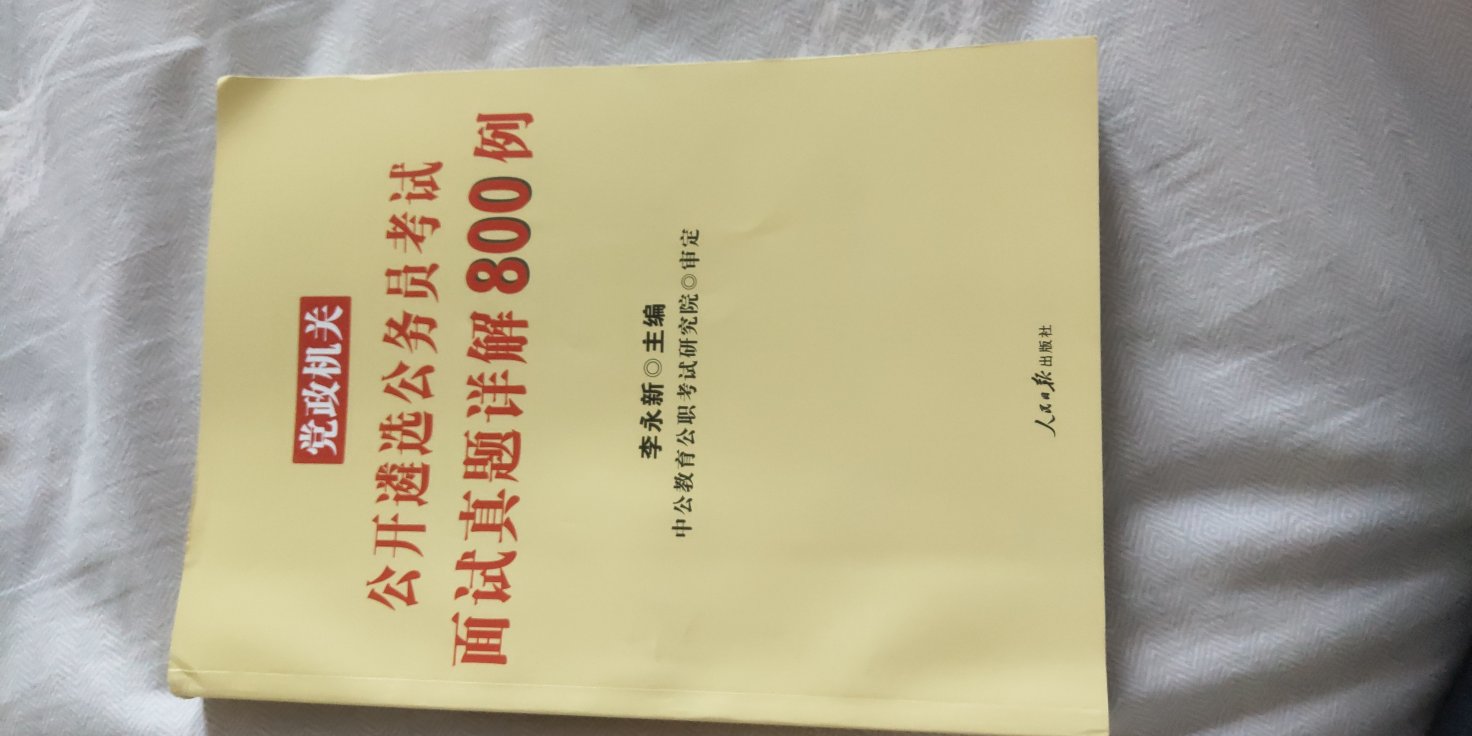 党政机关
公开遴选公务员考试
面试真题详解800例
李永新◎主编
中公教育公职考试研究院◎审定
人民日报出版社